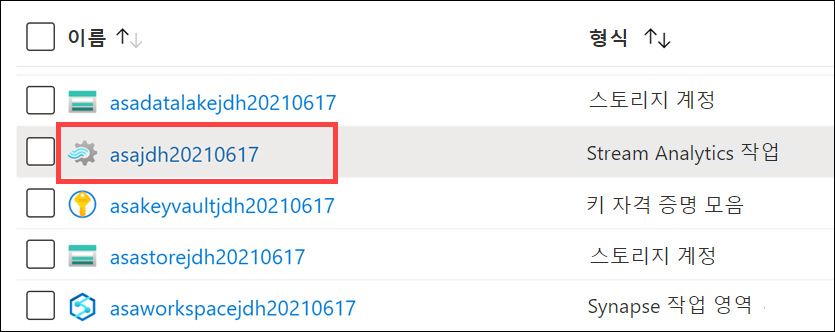 이름 ↑↓ 형식 ↑↓
asadatalakejdh20210617 스토리지 계정
asajdh20210617 Stream Analytics 작업
asakeyvaultjdh20210617 키 자격 증명 모음
asastorejdh20210617 스토리지 계정
asaworkspacejdh20210617 Synapse 작업 영역